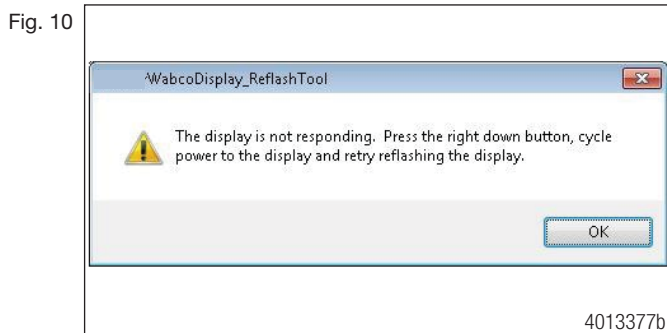 Fig. 10
WabcoDisplay_ReflashTool
The display is not responding. Press the right down button, cycle
power to the display and retry reflashing the display.
OK
4013377b